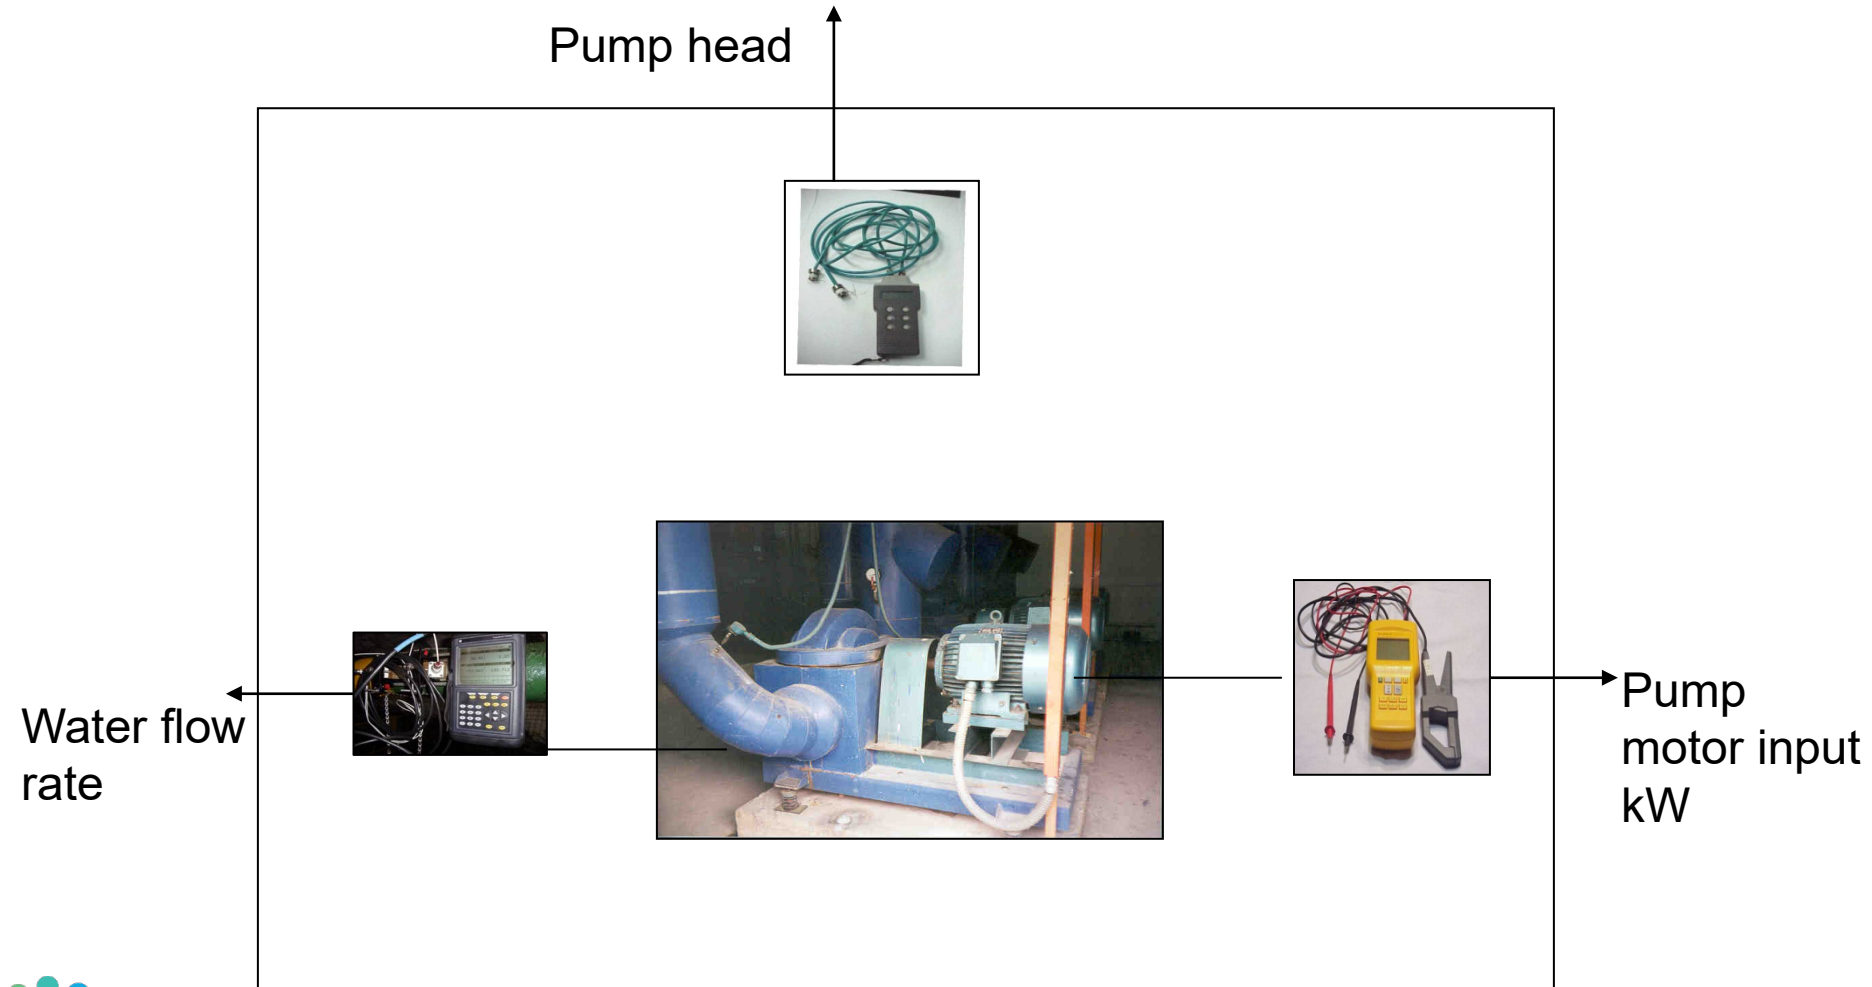 Pump head
Water flow
rate
Pump
motor input
kW